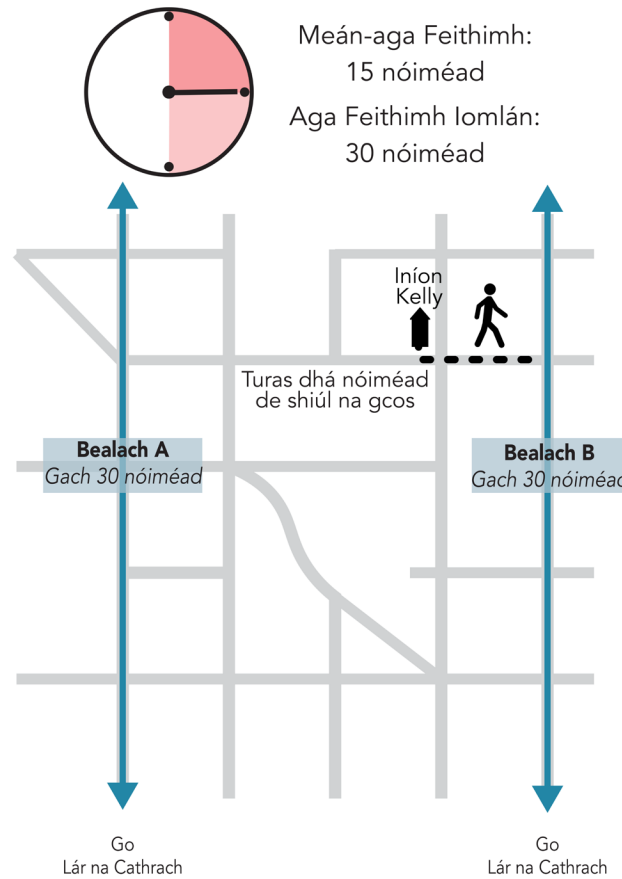 Meán-aga Feithimh:
15 nóiméad
Aga Feithimh Iomlán:
30 nóiméad
Iníon
Kelly
Turas dhá nóiméad
de shiúl na gcos
Bealach A
Gach 30 nóiméad
Bealach B
Gach 30 nóiméad
Go
Lár na Cathrach
Go
Lár na Cathrach